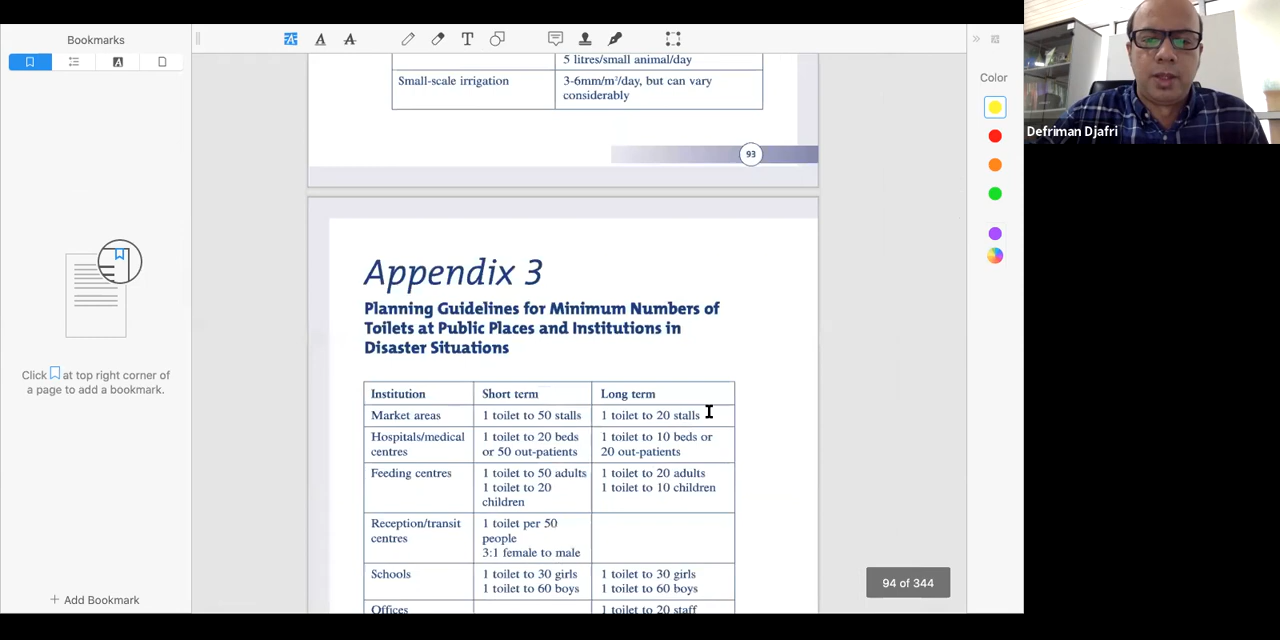 Bookmarks
Color
Defriman Djafri
5 litres/small animal/day
Small-scale irrigation
3-6mm/m²/day, but can vary
considerably
93
Appendix 3
Planning Guidelines for Minimum Numbers of
Toilets at Public Places and Institutions in
Disaster Situations
Institution Short term Long term
Market areas 1 toilet to 50 stalls 1 toilet to 20 stalls
Hospitals/medical 1 toilet to 20 beds 1 toilet to 10 beds or
centres or 50 out-patients 20 out-patients
Feeding centres 1 toilet to 50 adults 1 toilet to 20 adults
1 toilet to 20 1 toilet to 10 children
children
Reception/transit 1 toilet per 50
centres people
3:1 female to male
Schools 1 toilet to 30 girls 1 toilet to 30 girls
1 toilet to 60 boys 1 toilet to 60 boys
Offices 1 toilet to 20 staff
Click at top right corner of
a page to add a bookmark.
94 of 344
+ Add Bookmark